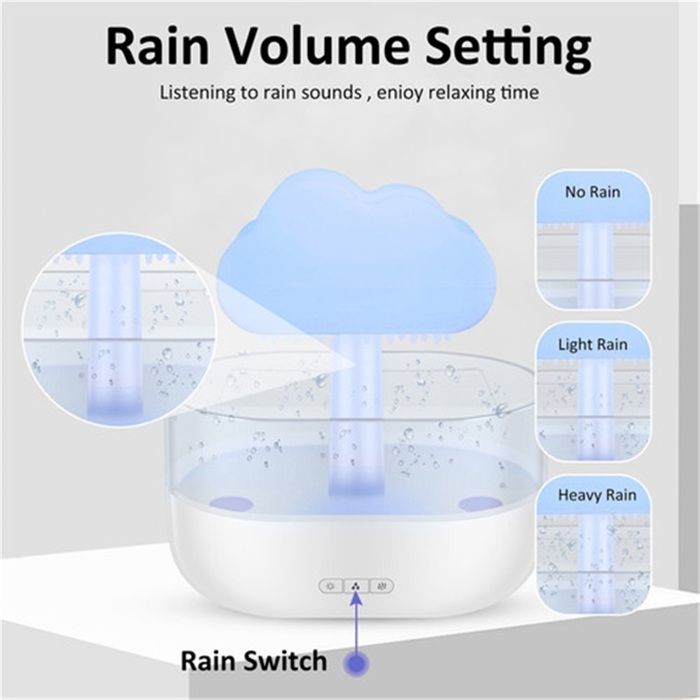 Rain Volume Setting
Listening to rain sounds , enioy relaxing time
No Rain
Light Rain
Heavy Rain
Rain Switch